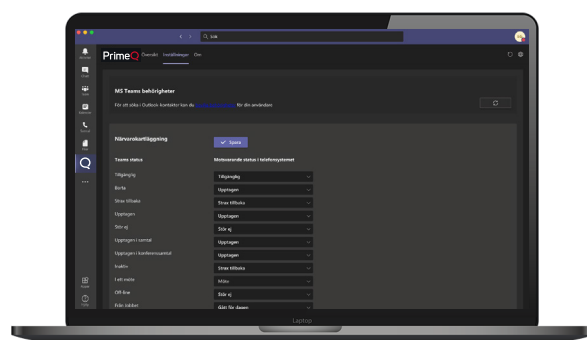 Sök
PrimeQ Översikt Inställningar Om
MS Teams behörigheter
För att söka i Outlook-kontakter kan du för din användare
Närvarokartläggning
Spara
Teams status Motsvarande status i telefonsystemet
Tillgänglig Tillgänglig
Borta Upptagen
Strax tillbaka Strax tillbaka
Upptagen Upptagen
Stör ej Stör ej
Upptagen i samtal Upptagen
Upptagen i konferenssamtal Upptagen
Inaktiv Strax tillbaka
I ett möte Möte
Off-line Stör ej
Från jobbet Gått för dagen
Laptop